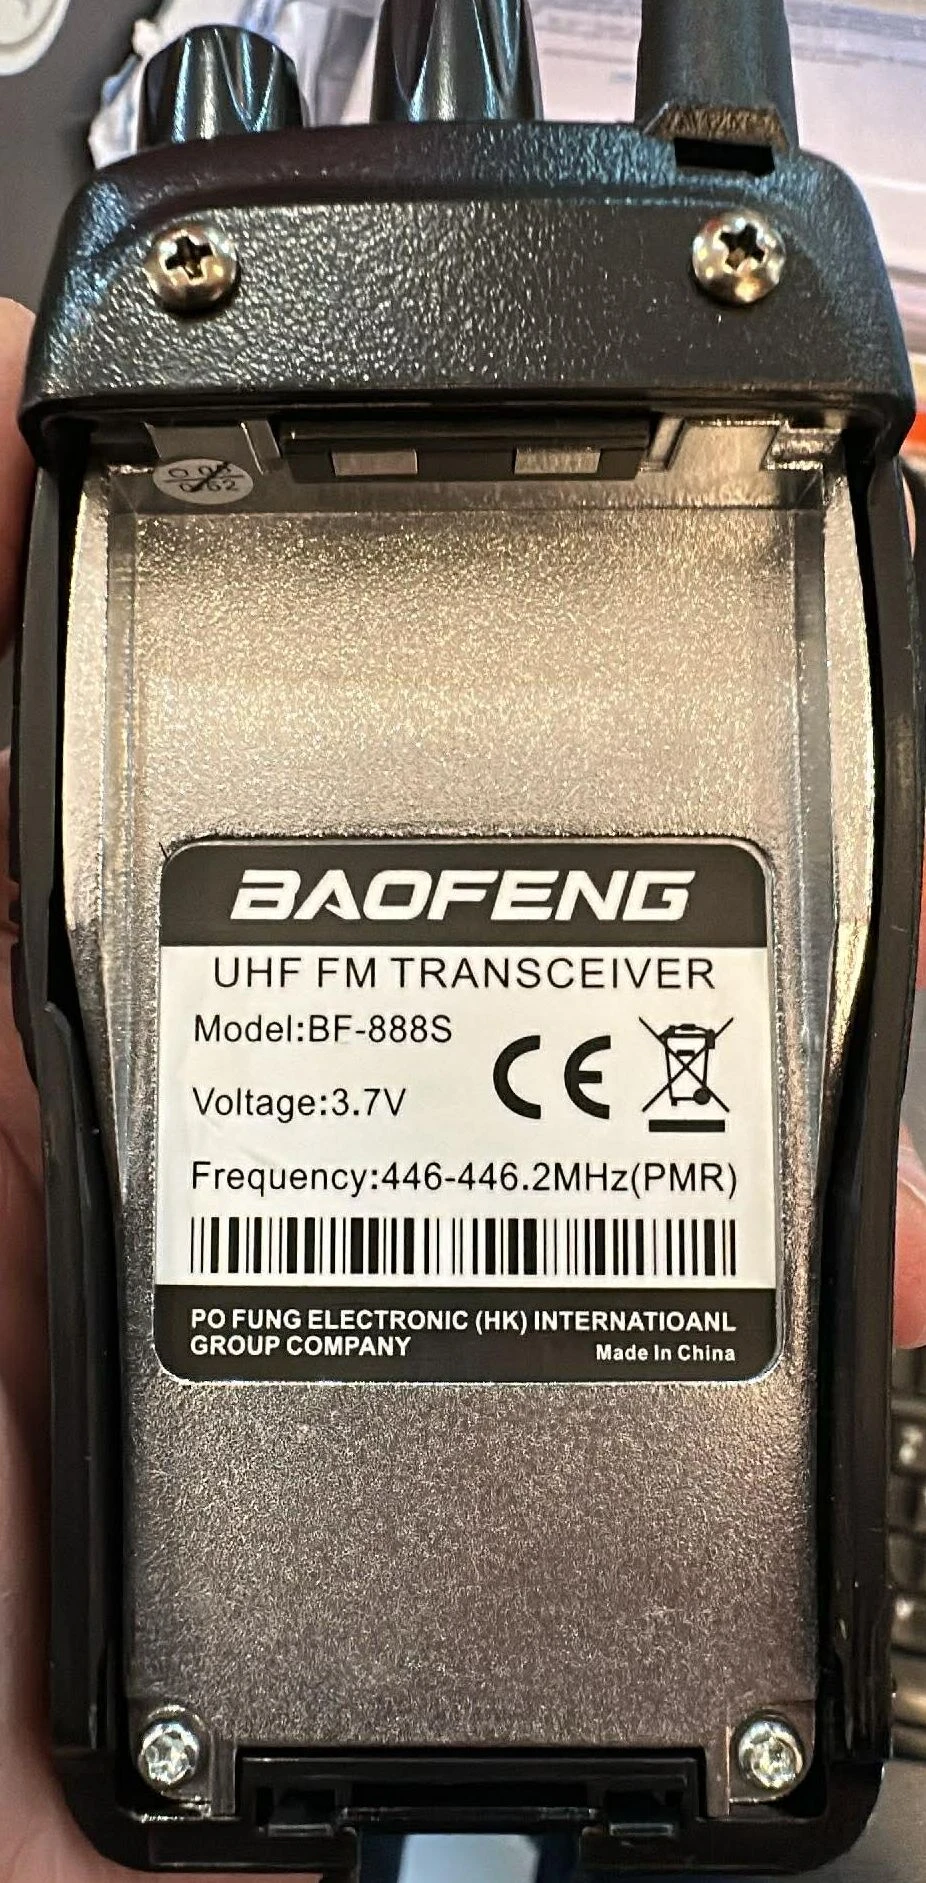 BAOFENG
UHF FM TRANSCEIVER
Model:BF-888S
CE
Voltage:3.7V
Frequency:446-446.2MHz(PMR)
PO FUNG ELECTRONIC (HK) INTERNATIOANL
GROUP COMPANY
Made In China